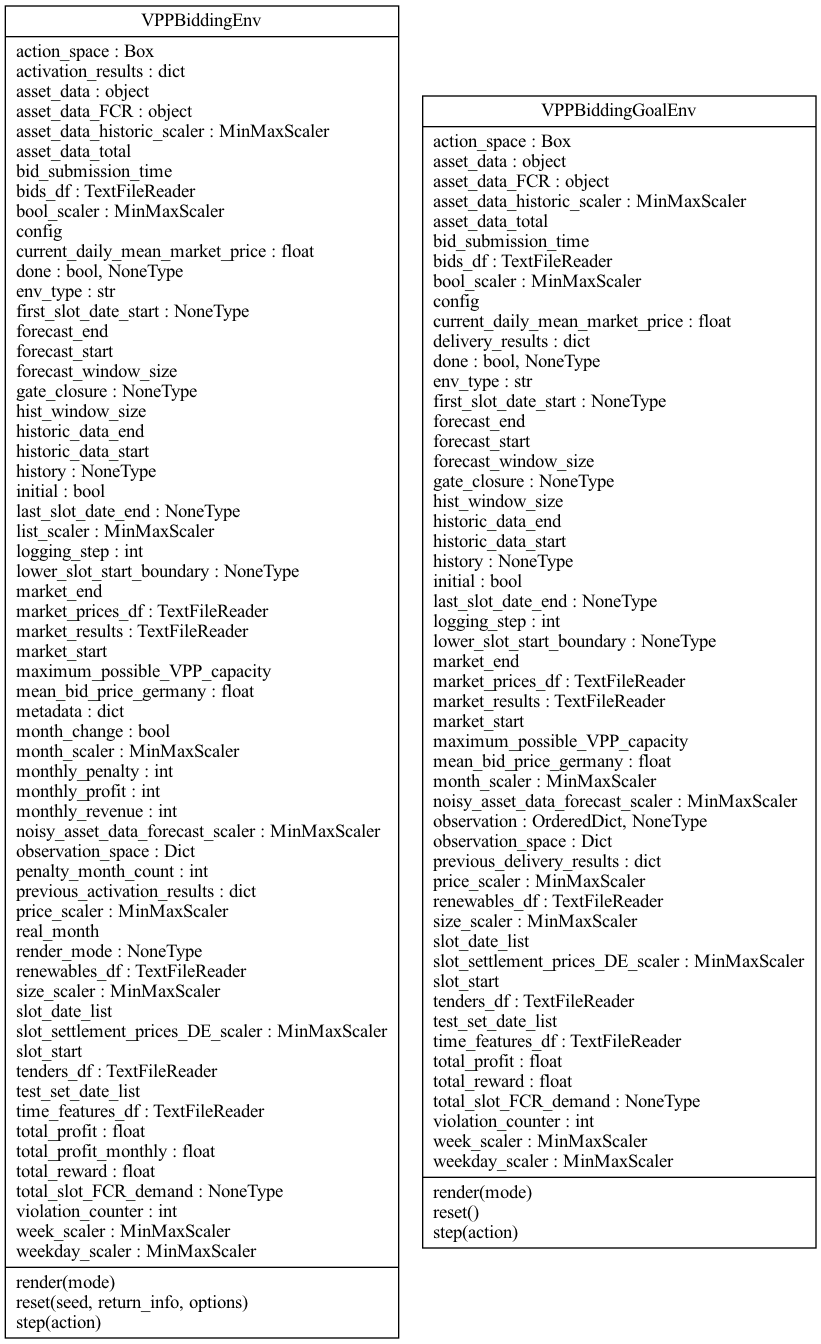 VPPBiddingEnv
action_space : Box
activation_results : dict
asset_data : object
asset_data_FCR : object
asset_data_historic_scaler : MinMaxScaler
asset_data_total
bid_submission_time
bids_df : TextFileReader
bool_scaler : MinMaxScaler
config
current_daily_mean_market_price : float
done : bool, NoneType
env_type : str
first_slot_date_start : NoneType
forecast_end
forecast_start
forecast_window_size
gate_closure : NoneType
hist_window_size
historic_data_end
historic_data_start
history : NoneType
initial : bool
last_slot_date_end : NoneType
list_scaler : MinMaxScaler
logging_step : int
lower_slot_start_boundary : NoneType
market_end
market_prices_df : TextFileReader
market_results : TextFileReader
market_start
maximum_possible_VPP_capacity
mean_bid_price_germany : float
metadata : dict
month_change : bool
month_scaler : MinMaxScaler
monthly_penalty : int
monthly_profit : int
monthly_revenue : int
noisy_asset_data_forecast_scaler : MinMaxScaler
observation_space : Dict
penalty_month_count : int
previous_activation_results : dict
price_scaler : MinMaxScaler
real_month
render_mode : NoneType
renewables_df : TextFileReader
size_scaler : MinMaxScaler
slot_date_list
slot_settlement_prices_DE_scaler : MinMaxScaler
slot_start
tenders_df : TextFileReader
test_set_date_list
time_features_df : TextFileReader
total_profit : float
total_profit_monthly : float
total_reward : float
total_slot_FCR_demand : NoneType
violation_counter : int
week_scaler : MinMaxScaler
weekday_scaler : MinMaxScaler
render(mode)
reset(seed, return_info, options)
step(action)
VPPBiddingGoalEnv
action_space : Box
asset_data : object
asset_data_FCR : object
asset_data_historic_scaler : MinMaxScaler
asset_data_total
bid_submission_time
bids_df : TextFileReader
bool_scaler : MinMaxScaler
config
current_daily_mean_market_price : float
delivery_results : dict
done : bool, NoneType
env_type : str
first_slot_date_start : NoneType
forecast_end
forecast_start
forecast_window_size
gate_closure : NoneType
hist_window_size
historic_data_end
historic_data_start
history : NoneType
initial : bool
last_slot_date_end : NoneType
logging_step : int
lower_slot_start_boundary : NoneType
market_end
market_prices_df : TextFileReader
market_results : TextFileReader
market_start
maximum_possible_VPP_capacity
mean_bid_price_germany : float
month_scaler : MinMaxScaler
noisy_asset_data_forecast_scaler : MinMaxScaler
observation : OrderedDict, NoneType
observation_space : Dict
previous_delivery_results : dict
price_scaler : MinMaxScaler
renewables_df : TextFileReader
size_scaler : MinMaxScaler
slot_date_list
slot_settlement_prices_DE_scaler : MinMaxScaler
slot_start
tenders_df : TextFileReader
test_set_date_list
time_features_df : TextFileReader
total_profit : float
total_reward : float
total_slot_FCR_demand : NoneType
violation_counter : int
week_scaler : MinMaxScaler
weekday_scaler : MinMaxScaler
render(mode)
reset()
step(action)